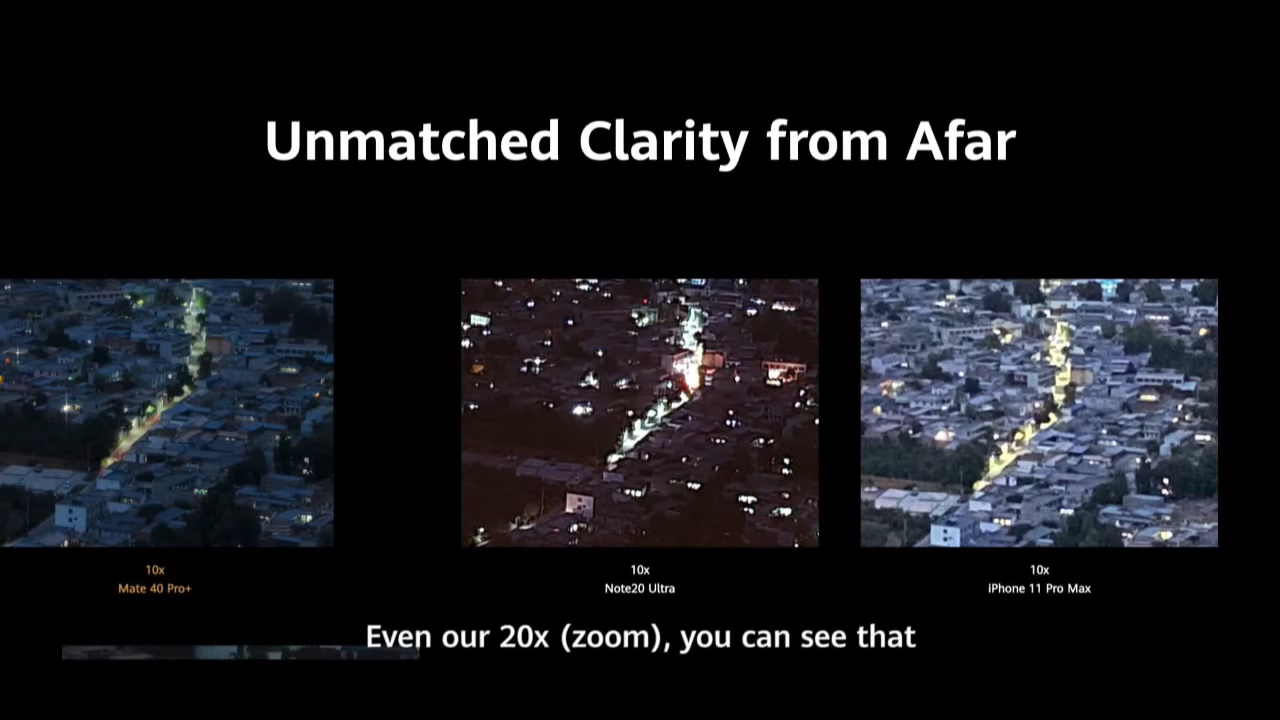 Unmatched Clarity from Afar
10x
Mate 40 Pro+
10x
Note20 Ultra
10x
iPhone 11 Pro Max
Even our 20x (zoom), you can see that